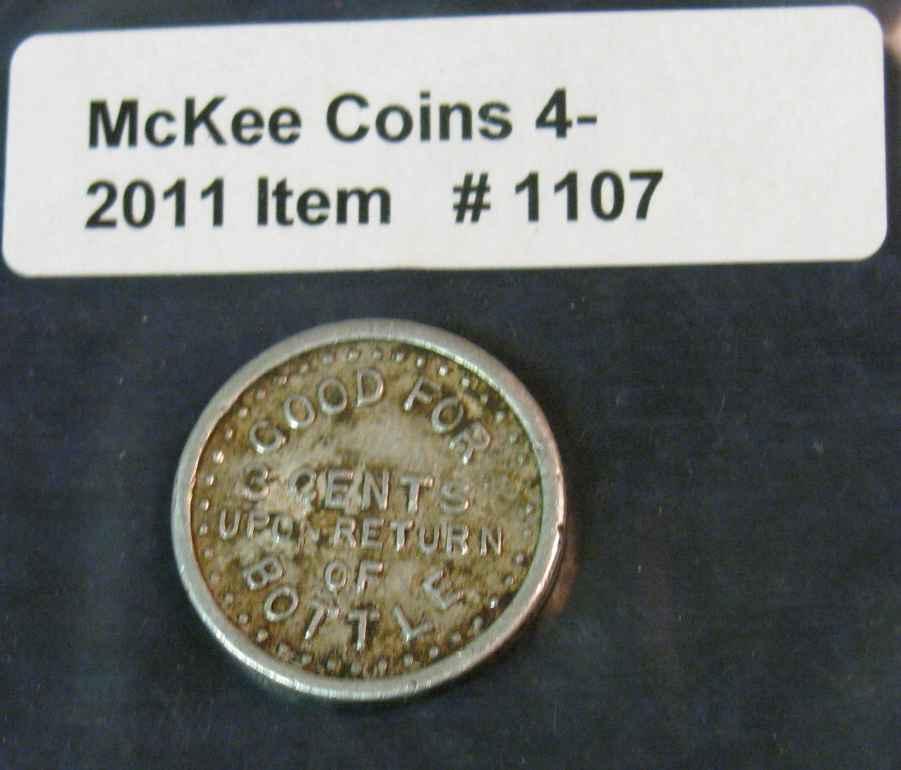 McKee Coins 4-
2011 Item # 1107
GOOD FOR
3 CENTS
UPON RETURN
OF
BOTTLE